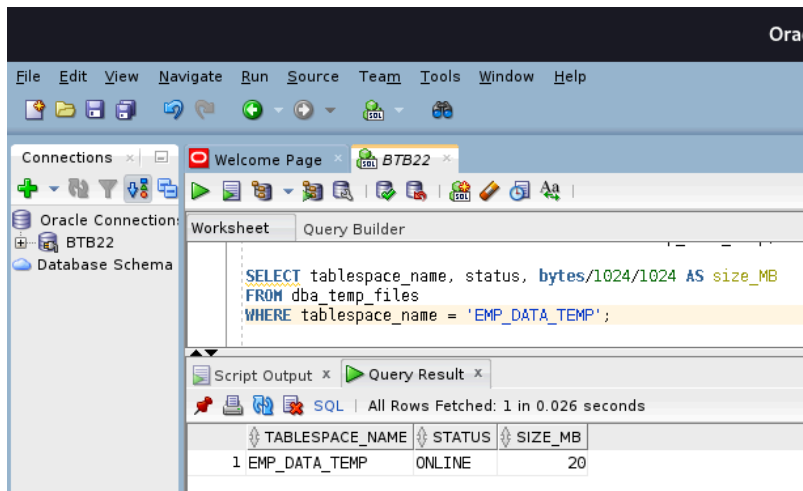 Ora
File Edit View Navigate Run Source Team Tools Window Help
Connections
Welcome Page
BTB22
Oracle Connection
BTB22
Database Schema
Worksheet
Query Builder
SELECT tablespace_name, status, bytes/1024/1024 AS size_MB
FROM dba_temp_files
WHERE tablespace_name = 'EMP_DATA_TEMP';
Script Output x
Query Result x
SQL | All Rows Fetched: 1 in 0.026 seconds
TABLESPACE_NAME STATUS SIZE_MB
1 EMP_DATA_TEMP ONLINE 20